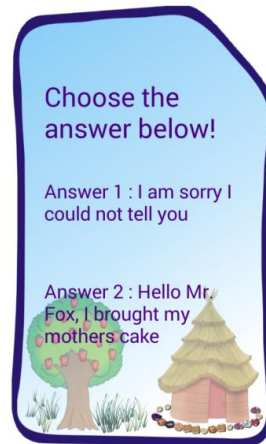 Choose the
answer below!
Answer 1 : I am sorry I
could not tell you
Answer 2 : Hello Mr.
Fox, I brought my
mothers cake